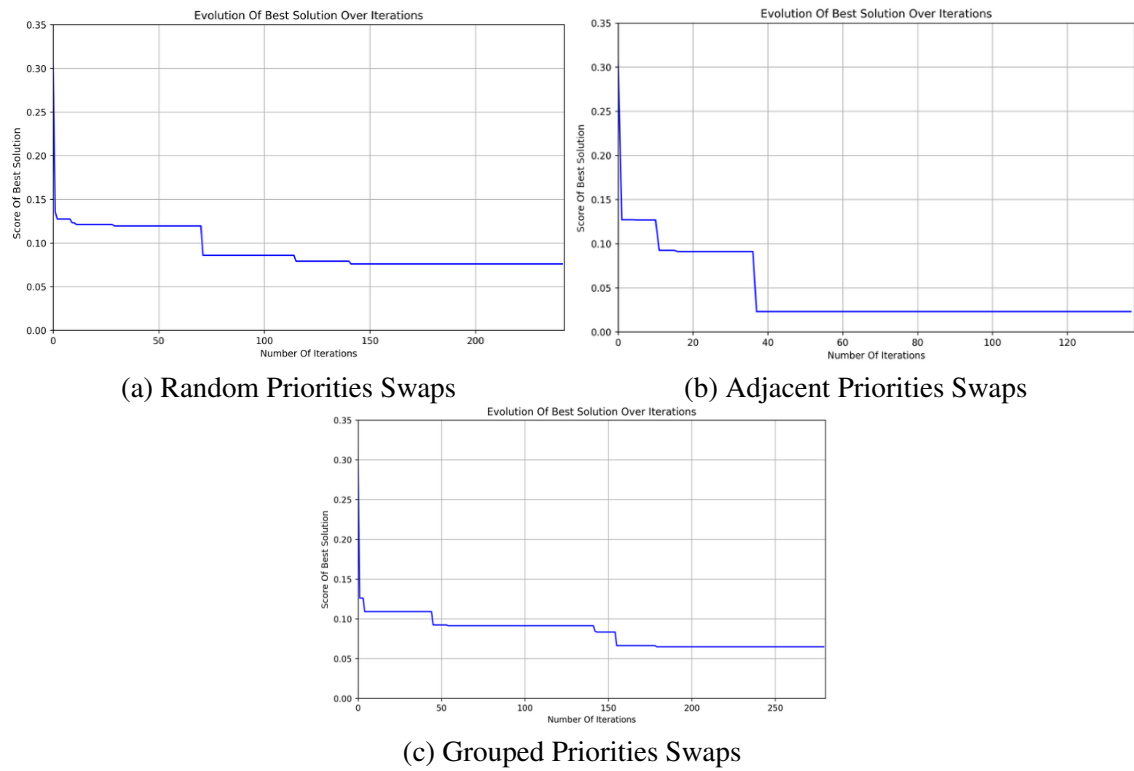 Evolution Of Best Solution Over Iterations
0.35
0.30
0.25
0.20
0.15
0.10
0.05
0.00
Score Of Best Solution
0 50 100 150 200
Number Of Iterations
(a) Random Priorities Swaps
Evolution Of Best Solution Over Iterations
0.35
0.30
0.25
0.20
0.15
0.10
0.05
0.00
Score Of Best Solution
0 20 40 60 80 100 120
Number Of Iterations
(b) Adjacent Priorities Swaps
Evolution Of Best Solution Over Iterations
0.35
0.30
0.25
0.20
0.15
0.10
0.05
0.00
Score Of Best Solution
0 50 100 150 200 250
Number Of Iterations
(c) Grouped Priorities Swaps